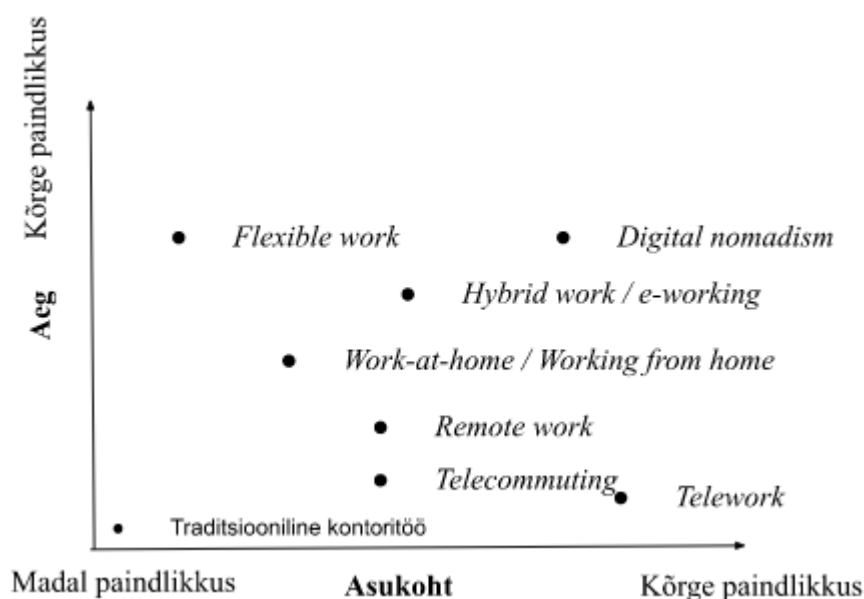 Kõrge paindlikkus
Aeg
Flexible work
Digital nomadism
Hybrid work / e-working
Work-at-home / Working from home
Remote work
Telecommuting
Telework
Traditsiooniline kontoritöö
Madal paindlikkus
Asukoht
Kõrge paindlikkus